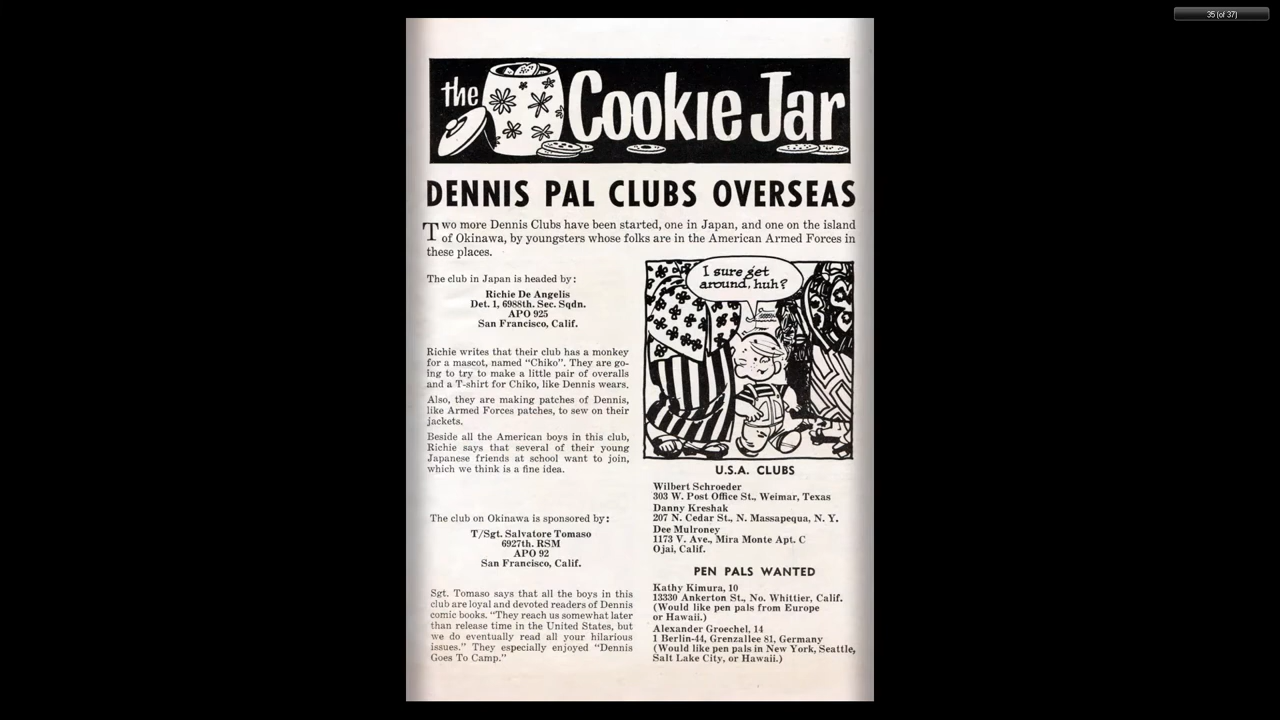 35 (of 37)
the Cookie Jar
DENNIS PAL CLUBS OVERSEAS
Two more Dennis Clubs have been started, one in Japan, and one on the island
of Okinawa, by youngsters whose folks are in the American Armed Forces in
these places.
The club in Japan is headed by:
Richie De Angelis
Det. 1, 6988th. Sec. Sqdn.
APO 925
San Francisco, Calif.
Richie writes that their club has a monkey
for a mascot, named "Chiko". They are go-
ing to try to make a little pair of overalls
and a T-shirt for Chiko, like Dennis wears.
Also, they are making patches of Dennis,
like Armed Forces patches, to sew on their
jackets.
Beside all the American boys in this club,
Richie says that several of their young
Japanese friends at school want to join,
which we think is a fine idea.
The club on Okinawa is sponsored by:
T/Sgt. Salvatore Tomaso
6927th. RSM
APO 92
San Francisco, Calif.
Sgt. Tomaso says that all the boys in this
club are loyal and devoted readers of Dennis
comic books. "They reach us somewhat later
than release time in the United States, but
we do eventually read all your hilarious
issues." They especially enjoyed "Dennis
Goes To Camp."
I sure get
around, huh?
U.S.A. CLUBS
Wilbert Schroeder
303 W. Post Office St., Weimar, Texas
Danny Kreshak
207 N. Cedar St., N. Massapequa, N. Y.
Dee Mulroney
1173 V. Ave., Mira Monte Apt. C
Ojai, Calif.
PEN PALS WANTED
Kathy Kimura, 10
13330 Ankerton St., No. Whittier, Calif.
(Would like pen pals from Europe
or Hawaii.)
Alexander Groechel, 14
1 Berlin-44, Grenzallee 81, Germany
(Would like pen pals in New York, Seattle,
Salt Lake City, or Hawaii.)